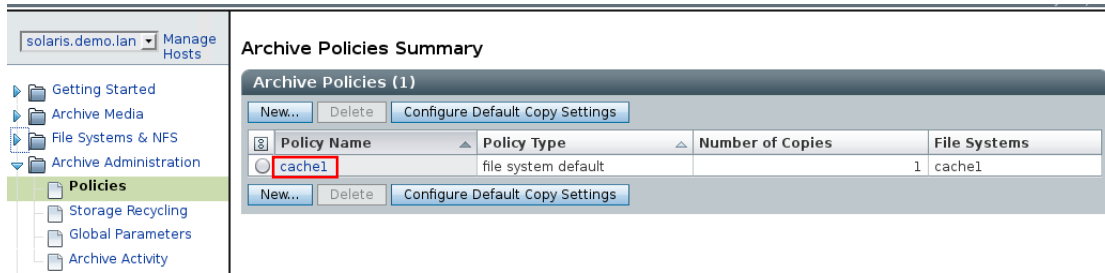 solaris.demo.lan Manage Hosts
Getting Started
Archive Media
File Systems & NFS
Archive Administration
Policies
Storage Recycling
Global Parameters
Archive Activity
Archive Policies Summary
Archive Policies (1)
New... Delete Configure Default Copy Settings
Policy Name Policy Type Number of Copies File Systems
cache1 file system default 1 cache1
New... Delete Configure Default Copy Settings